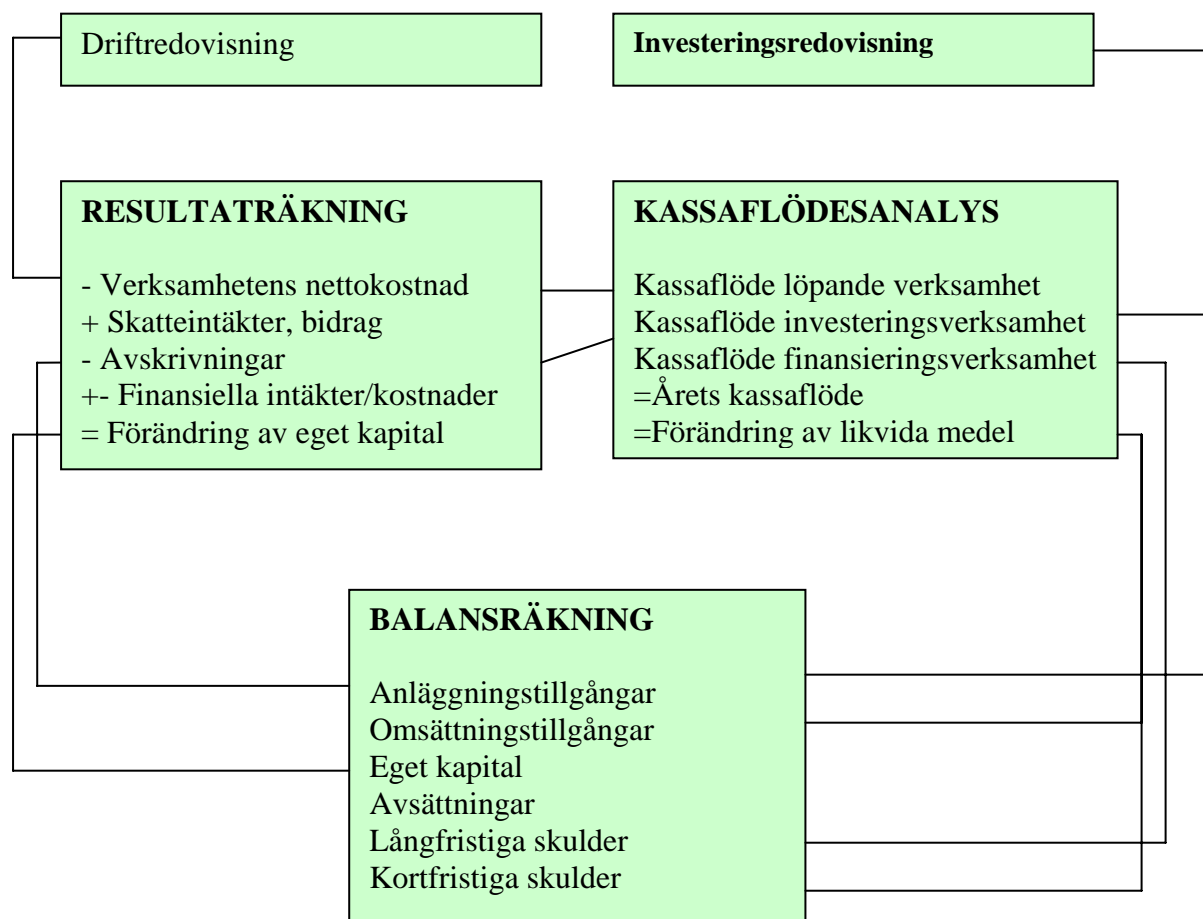 Driftredovisning
Investeringsredovisning
RESULTATRÄKNING
- Verksamhetens nettokostnad
+ Skatteintäkter, bidrag
- Avskrivningar
+- Finansiella intäkter/kostnader
= Förändring av eget kapital
KASSAFLÖDESANALYS
Kassaflöde löpande verksamhet
Kassaflöde investeringsverksamhet
Kassaflöde finansieringsverksamhet
=Årets kassaflöde
=Förändring av likvida medel
BALANSRÄKNING
Anläggningstillgångar
Omsättningstillgångar
Eget kapital
Avsättningar
Långfristiga skulder
Kortfristiga skulder